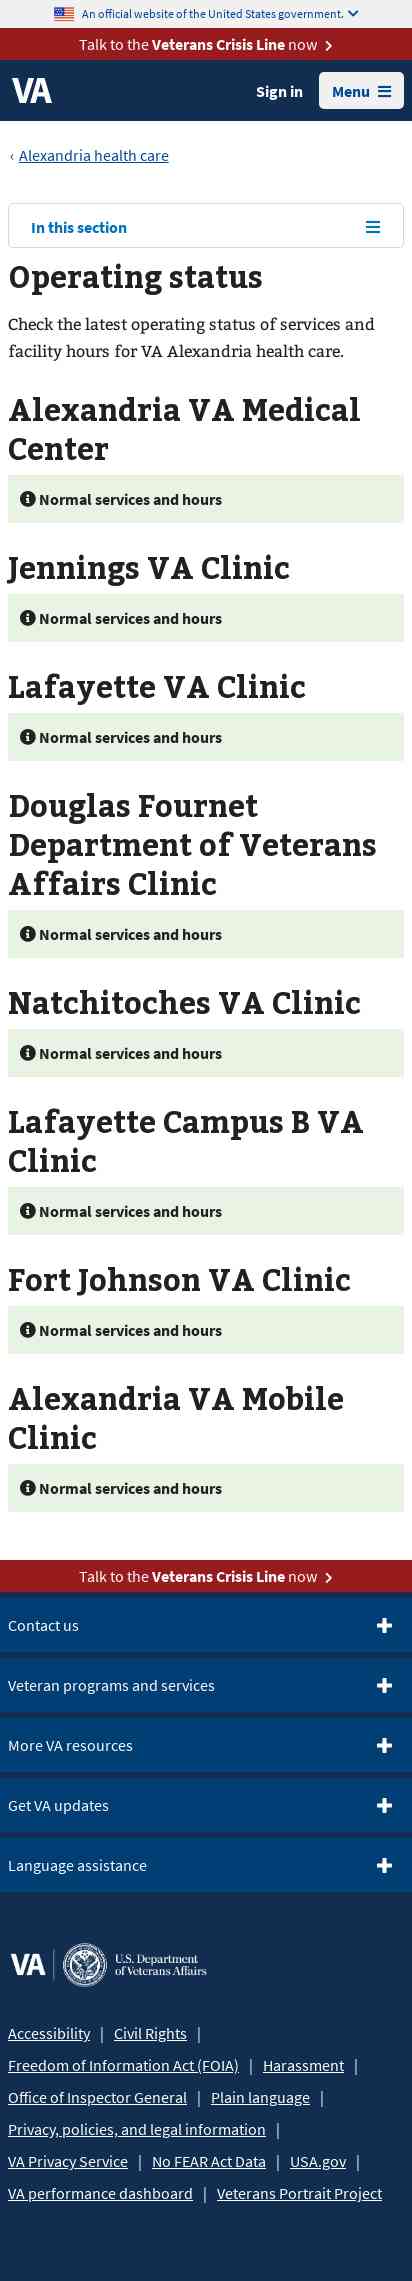 An official website of the United States government.
Talk to the Veterans Crisis Line now
VA
Sign in
Menu
‹ Alexandria health care
In this section
Operating status
Check the latest operating status of services and
facility hours for VA Alexandria health care.
Alexandria VA Medical
Center
Normal services and hours
Jennings VA Clinic
Normal services and hours
Lafayette VA Clinic
Normal services and hours
Douglas Fournet
Department of Veterans
Affairs Clinic
Normal services and hours
Natchitoches VA Clinic
Normal services and hours
Lafayette Campus B VA
Clinic
Normal services and hours
Fort Johnson VA Clinic
Normal services and hours
Alexandria VA Mobile
Clinic
Normal services and hours
Talk to the Veterans Crisis Line now
Contact us
Veteran programs and services
More VA resources
Get VA updates
Language assistance
VA
U.S. Department
of Veterans Affairs
Accessibility | Civil Rights |
Freedom of Information Act (FOIA) | Harassment |
Office of Inspector General | Plain language |
Privacy, policies, and legal information |
VA Privacy Service | No FEAR Act Data | USA.gov |
VA performance dashboard | Veterans Portrait Project